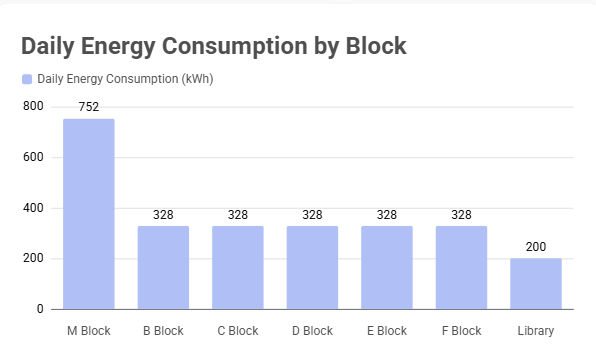 Daily Energy Consumption by Block
Daily Energy Consumption (kWh)
800
752
600
400
328 328 328 328 328
200
200
0
M Block B Block C Block D Block E Block F Block Library